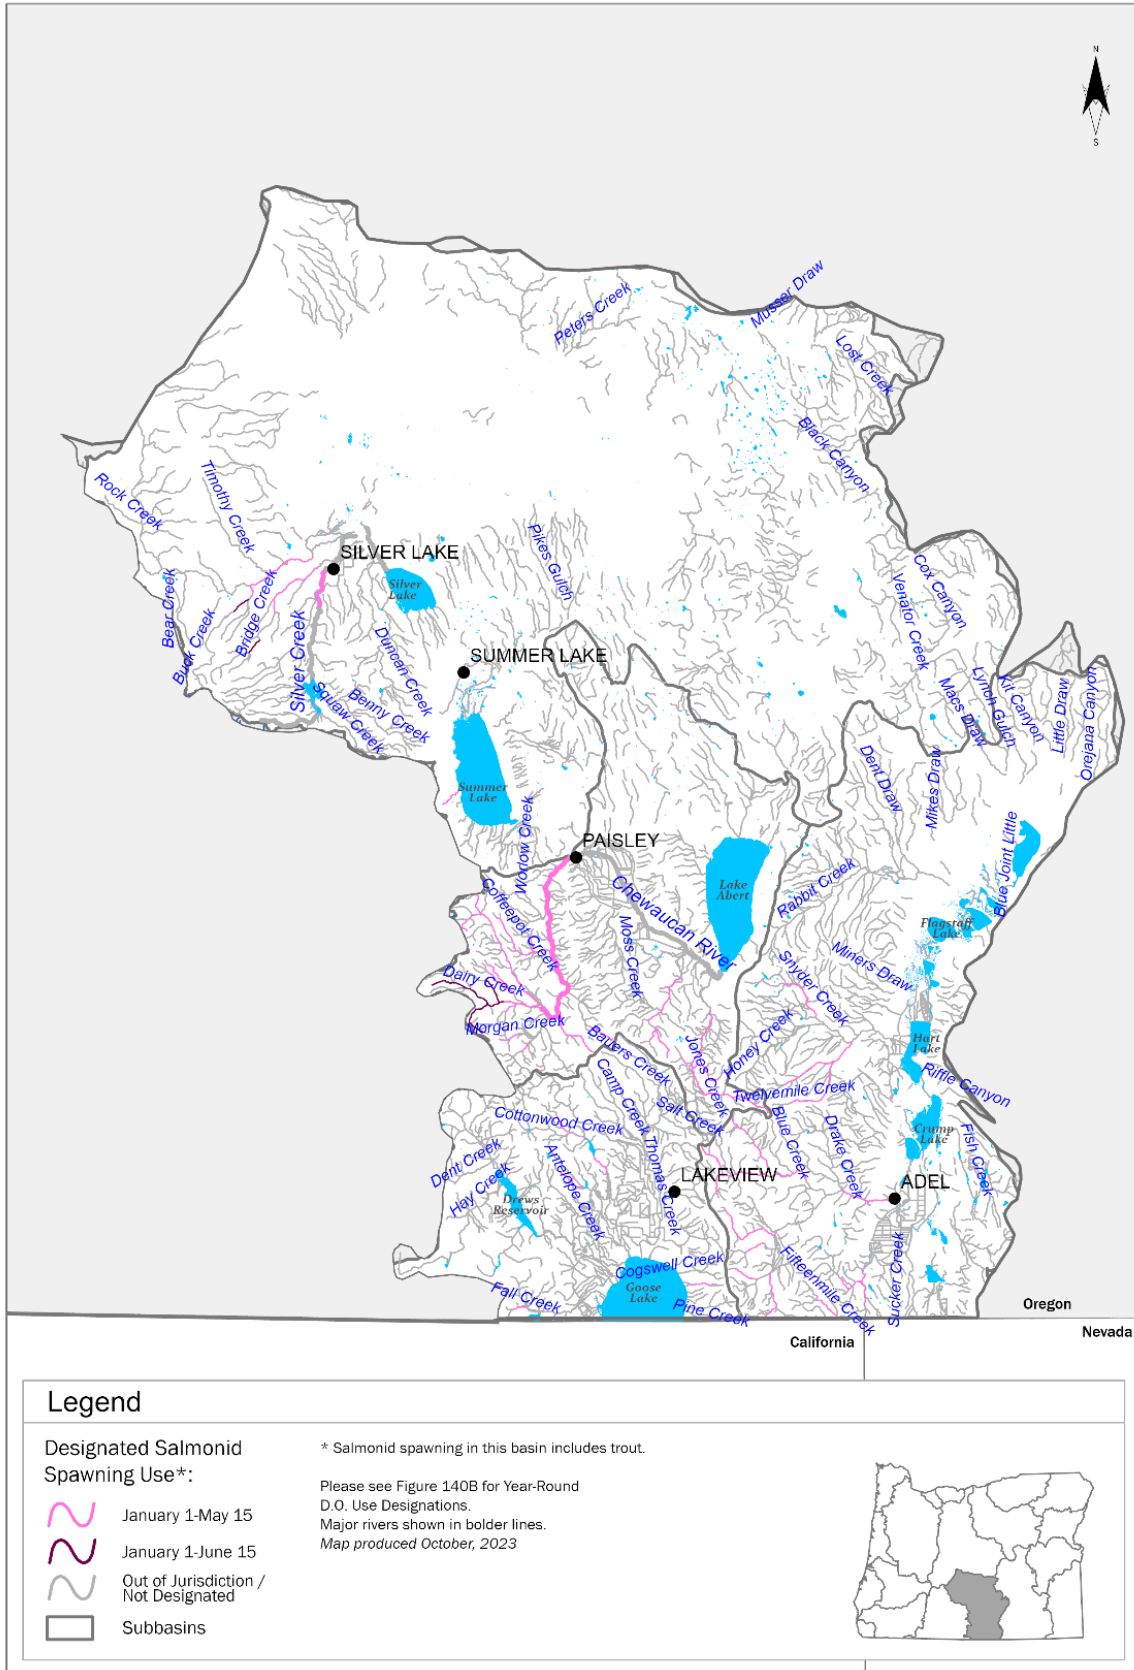 N
S
Peters Creek
Musser Draw
Lost Creek
Black Canyon
Rock Creek
Timothy Creek
Pikes Gulch
SILVER LAKE
Silver
Lake
Cox Canyon
Venator Creek
Bear Creek
Buck Creek
Bridge Creek
Silver Creek
Duncan Creek
SUMMER LAKE
Squaw Creek
Benny Creek
Macs Draw
Lynch Gulch
Kit Canyon
Little Draw
Orejana Canyon
Dent Draw
Mikes Draw
Summer
Lake
Worlow Creek
PAISLEY
Blue Joint Little
Coffeepot Creek
Chewaucan River
Lake
Abert
Rabbit Creek
Flagstaff
Lake
Moss Creek
Miners Draw
Snyder Creek
Dairy Creek
Morgan Creek
Bauers Creek
Jones Creek
Honey Creek
Hart
Lake
Riffle Canyon
Camp Creek
Salt Creek
Twelvemile Creek
Cottonwood Creek
Blue Creek
Drake Creek
Crump
Lake
Fish Creek
Dent Creek
Hay Creek
Antelope Creek
Thomas Creek
LAKEVIEW
ADEL
Drews
Reservoir
Cogswell Creek
Goose
Lake
Fall Creek
Pine Creek
Fifteenmile Creek
Sucker Creek
Oregon
California
Nevada
Legend
Designated Salmonid
Spawning Use*:
January 1-May 15
January 1-June 15
Out of Jurisdiction /
Not Designated
Subbasins
* Salmonid spawning in this basin includes trout.
Please see Figure 140B for Year-Round
D.O. Use Designations.
Major rivers shown in bolder lines.
Map produced October, 2023